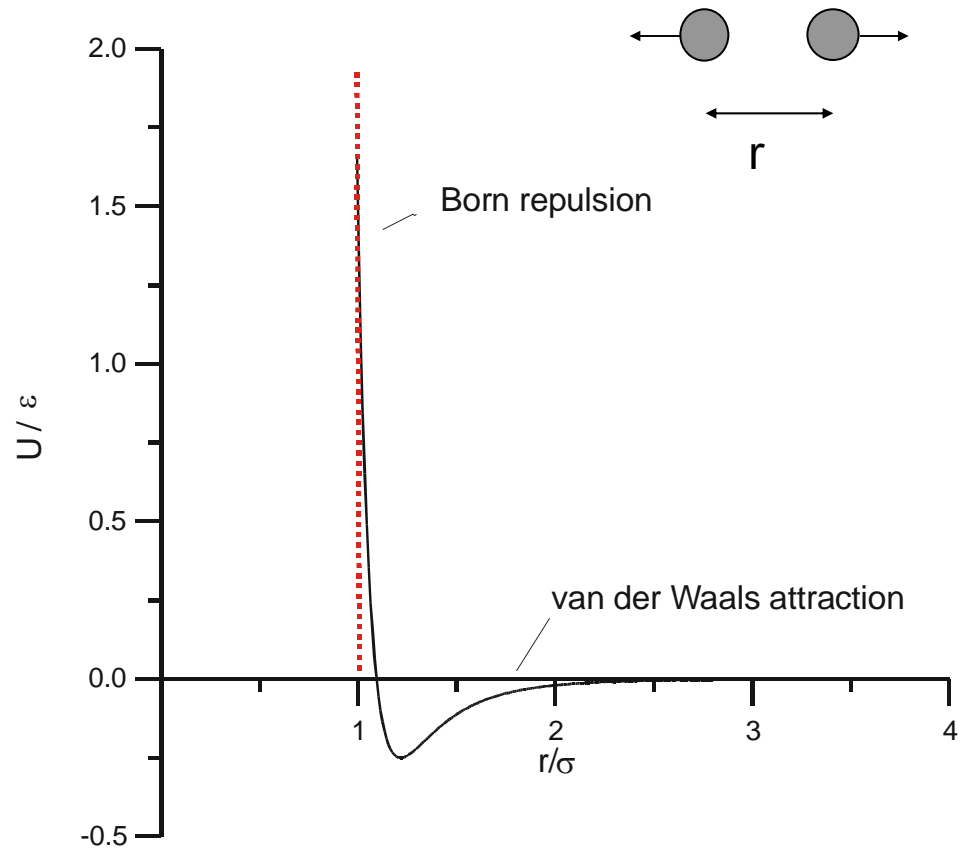 r
2.0
Born repulsion
1.5
1.0
U / ε
0.5
van der Waals attraction
0.0
1
2
3
4
r/σ
-0.5